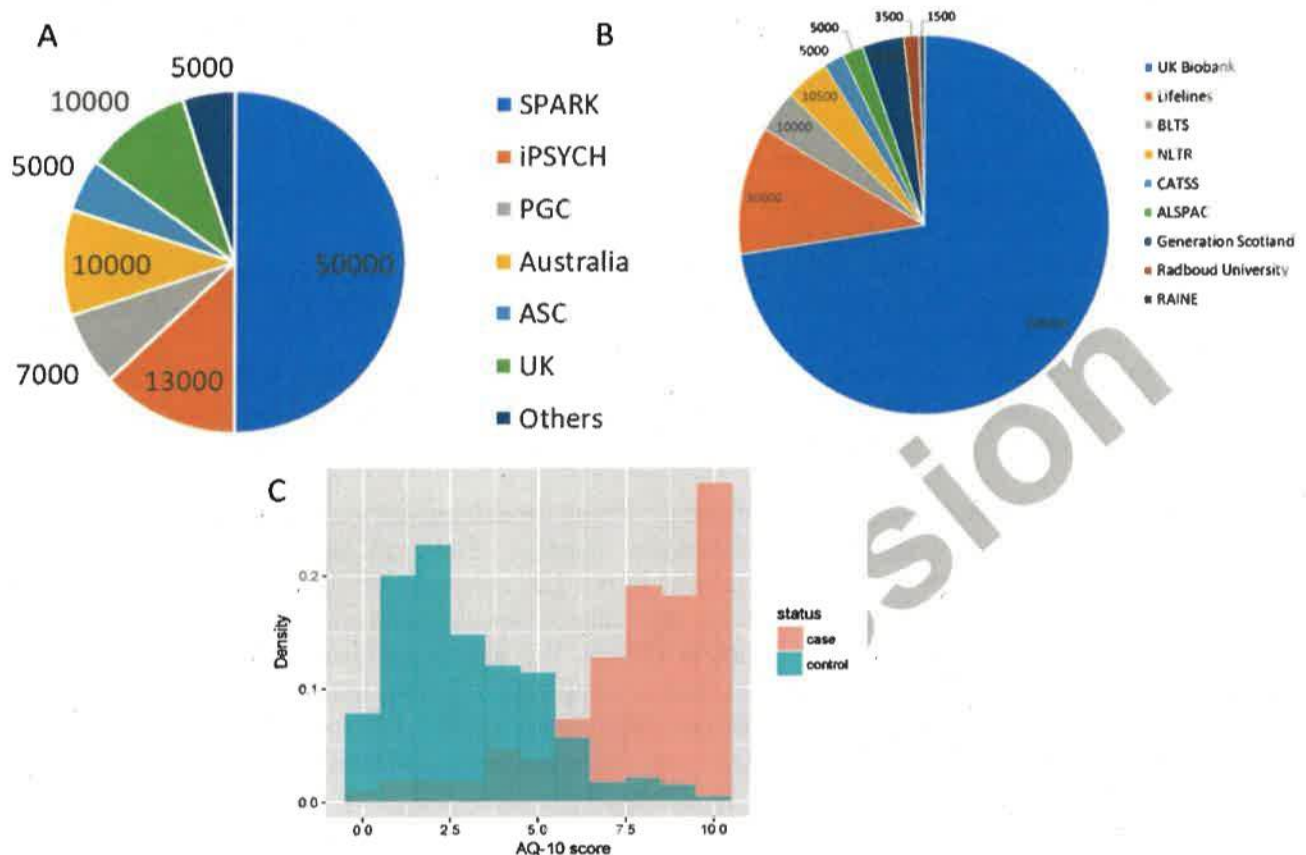 A
5000
10000
5000
10000
7000
13000
50000
SPARK
iPSYCH
PGC
Australia
ASC
UK
Others
B
3500
1500
5000
5000
10500
10000
UK Biobank
Lifelines
BLTS
NLTR
CATSS
ALSPAC
Generation Scotland
Radboud University
RAINE
sion
C
0.2
0.1
0.0
Density
0.0
2.5
5.0
7.5
10.0
AQ-10 score
status
case
control